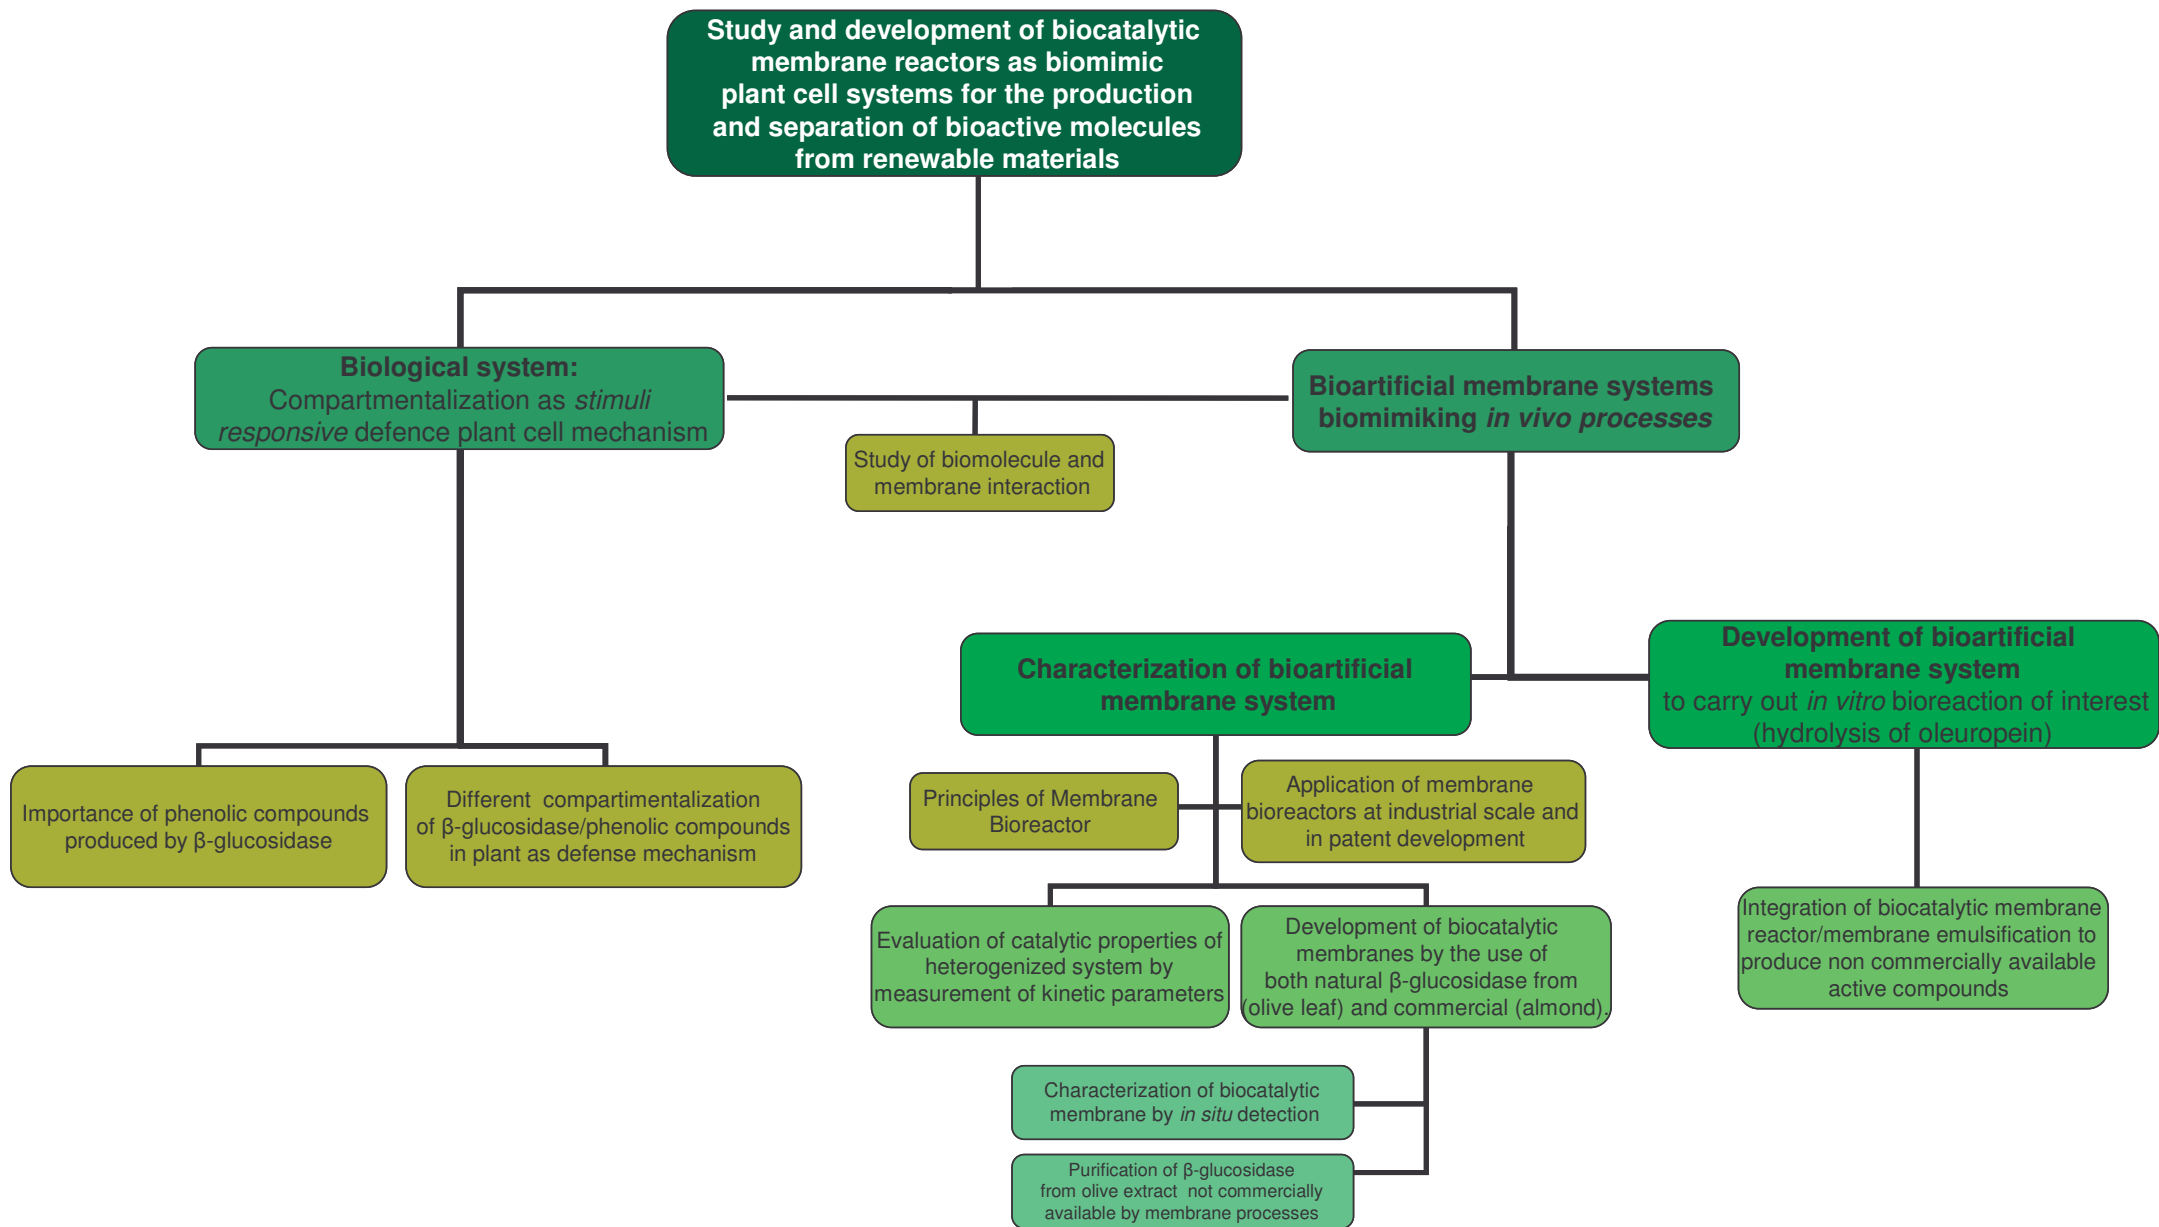 Study and development of biocatalytic
membrane reactors as biomimic
plant cell systems for the production
and separation of bioactive molecules
from renewable materials
Biological system:
Compartmentalization as stimuli
responsive defence plant cell mechanism
Bioartificial membrane systems
biomimiking in vivo processes
Study of biomolecule and
membrane interaction
Characterization of bioartificial
membrane system
Development of bioartificial
membrane system
to carry out in vitro bioreaction of interest
(hydrolysis of oleuropein)
Importance of phenolic compounds
produced by β-glucosidase
Different compartimentalization
of β-glucosidase/phenolic compounds
in plant as defense mechanism
Principles of Membrane
Bioreactor
Application of membrane
bioreactors at industrial scale and
in patent development
Evaluation of catalytic properties of
heterogenized system by
measurement of kinetic parameters
Development of biocatalytic
membranes by the use of
both natural β-glucosidase from
(olive leaf) and commercial (almond).
Integration of biocatalytic membrane
reactor/membrane emulsification to
produce non commercially available
active compounds
Characterization of biocatalytic
membrane by in situ detection
Purification of β-glucosidase
from olive extract not commercially
available by membrane processes